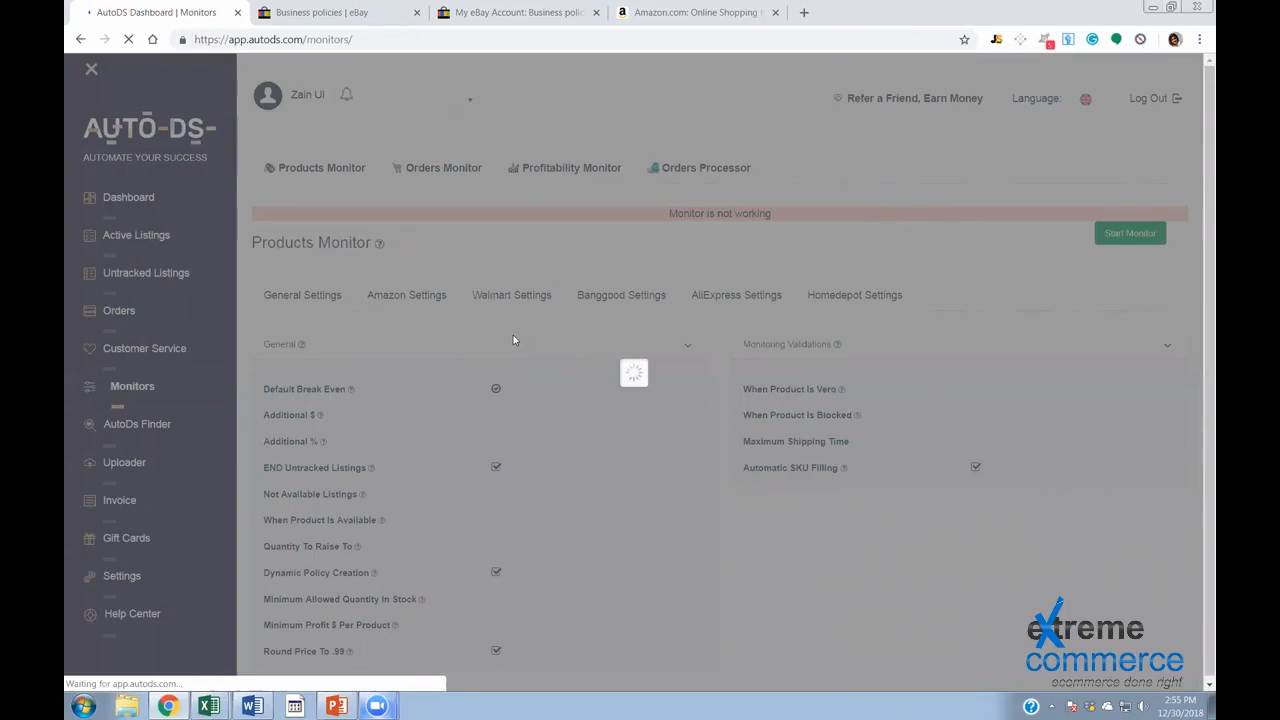 AutoDS Dashboard | Monitors
Business policies | eBay
My eBay Account: Business polic
Amazon.com: Online Shopping f
https://app.autods.com/monitors/
Zain Ul
Refer a Friend, Earn Money
Language:
Log Out
AUTO-DS-
AUTOMATE YOUR SUCCESS
Products Monitor
Orders Monitor
Profitability Monitor
Orders Processor
Dashboard
Active Listings
Untracked Listings
Orders
Customer Service
Monitors
AutoDs Finder
Uploader
Invoice
Gift Cards
Settings
Help Center
Monitor is not working
Start Monitor
Products Monitor
General Settings
Amazon Settings
Walmart Settings
Banggood Settings
AliExpress Settings
Homedepot Settings
General
Default Break Even
Additional $
Additional %
END Untracked Listings
Not Available Listings
When Product Is Available
Quantity To Raise To
Dynamic Policy Creation
Minimum Allowed Quantity In Stock
Minimum Profit $ Per Product
Round Price To .99
Monitoring Validations
When Product Is Vero
When Product Is Blocked
Maximum Shipping Time
Automatic SKU Filling
extreme
commerce
ecommerce done right
Waiting for app.autods.com...
2:55 PM
12/30/2018